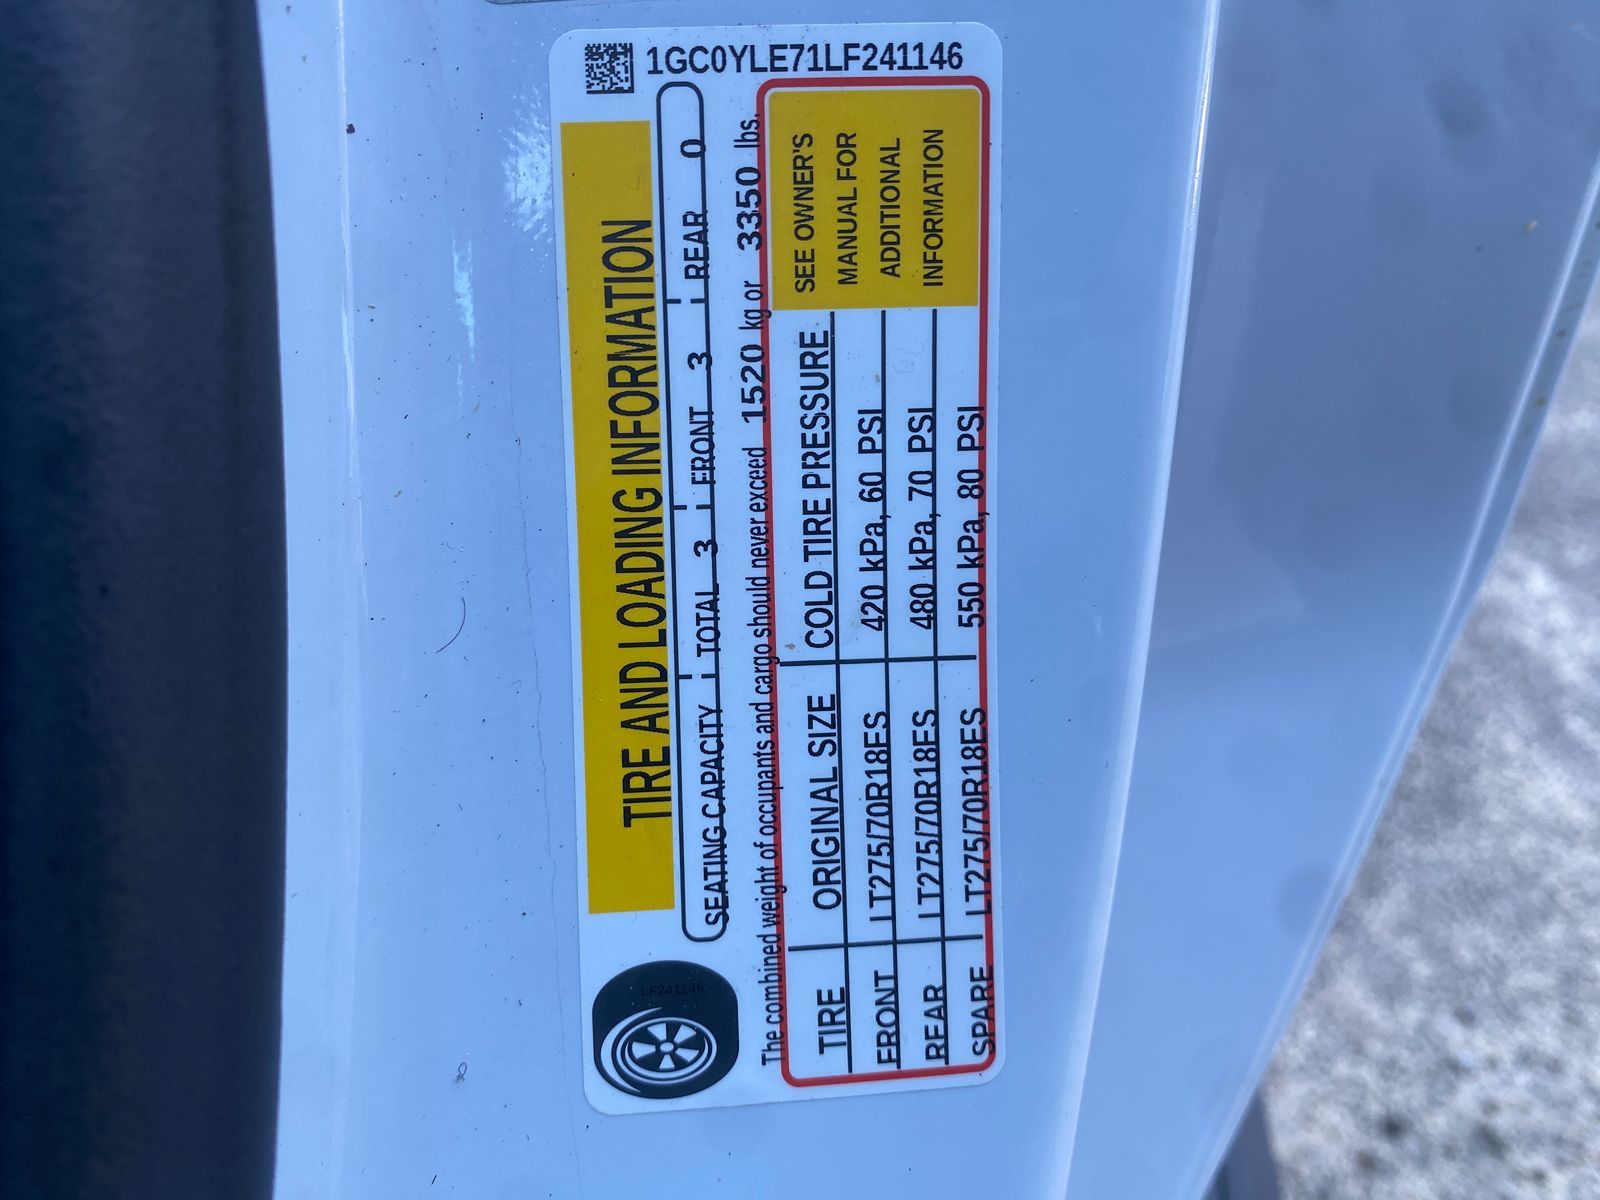 1GC0YLE71LF241146
TIRE AND LOADING INFORMATION
SEATING CAPACITY TOTAL 3 FRONT 3 REAR 0
The combined weight of occupants and cargo should never exceed 1520 kg or 3350 lbs.
TIRE ORIGINAL SIZE COLD TIRE PRESSURE
FRONT LT275/70R18ES 420 kPa, 60 PSI
REAR LT275/70R18ES 480 kPa, 70 PSI
SPARE LT275/70R18ES 550 kPa, 80 PSI
SEE OWNER'S
MANUAL FOR
ADDITIONAL
INFORMATION
LF241146